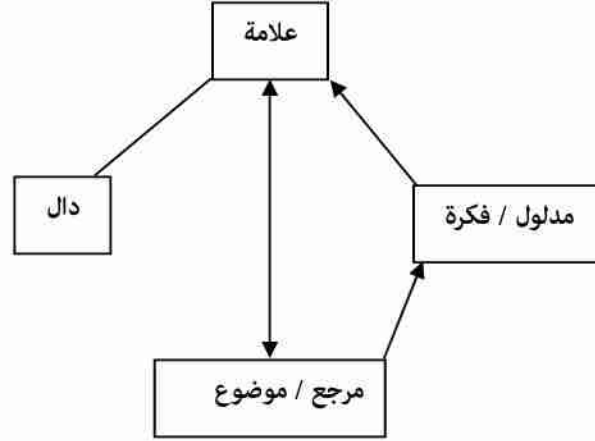 علامة
دال
مدلول / فكرة
مرجع / موضوع